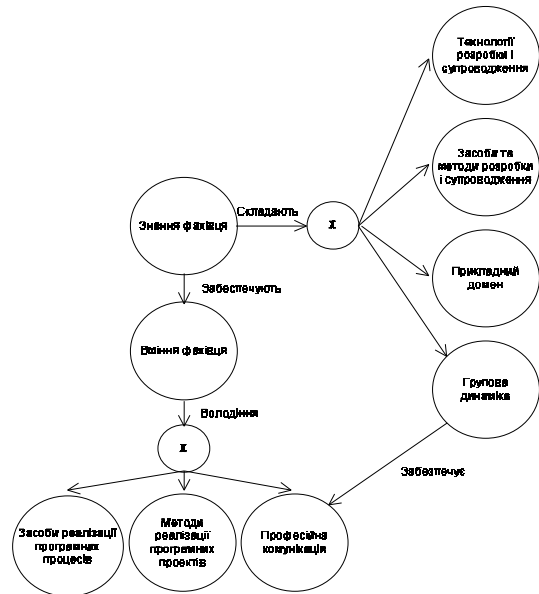 Технології
розробки і
супроводження
Засоби та
методи розробки
і супроводження
Знання фахівця
Складають
X
Прикладний
домен
Забеспечують
Вміння фахівця
Групова
динаміка
Володіння
X
Забезпечує
Засоби реалізації
програмних
процесів
Методи
реалізації
програмних
проектів
Професійна
комунікація